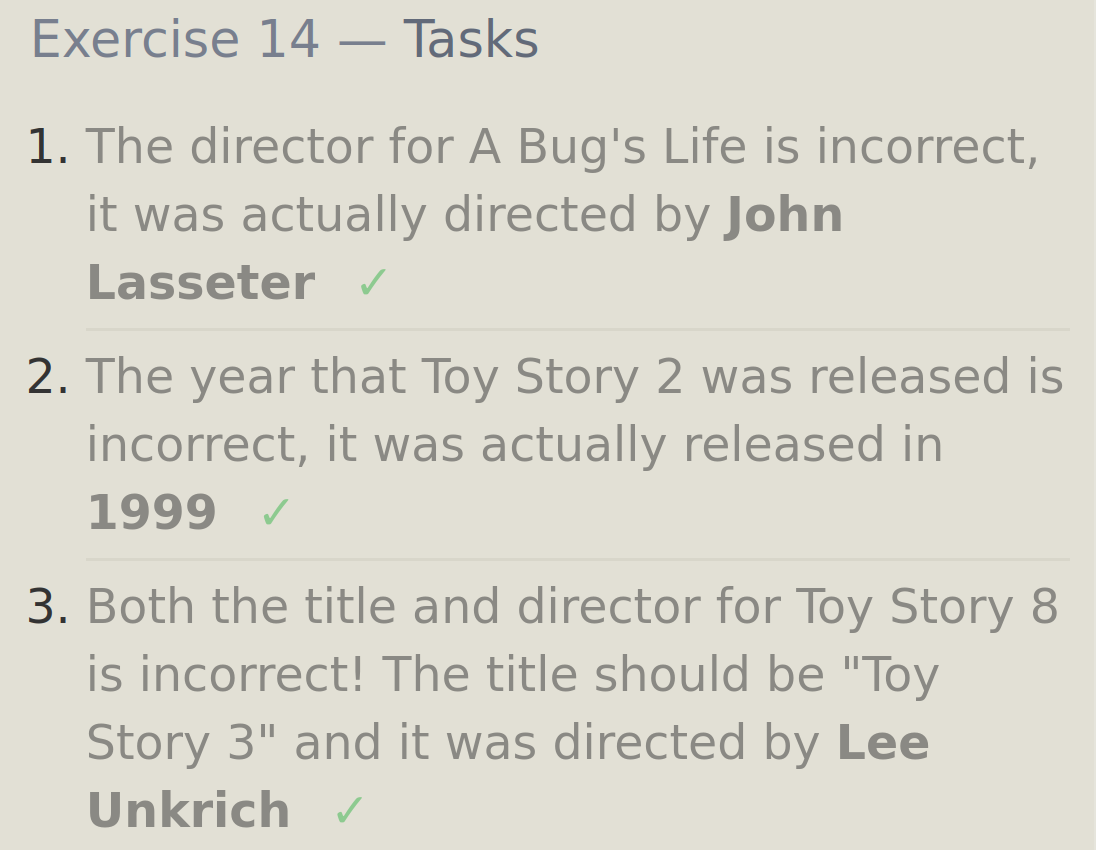 Exercise 14 — Tasks
1. The director for A Bug's Life is incorrect,
it was actually directed by John
Lasseter ✓
2. The year that Toy Story 2 was released is
incorrect, it was actually released in
1999 ✓
3. Both the title and director for Toy Story 8
is incorrect! The title should be "Toy
Story 3" and it was directed by Lee
Unkrich ✓